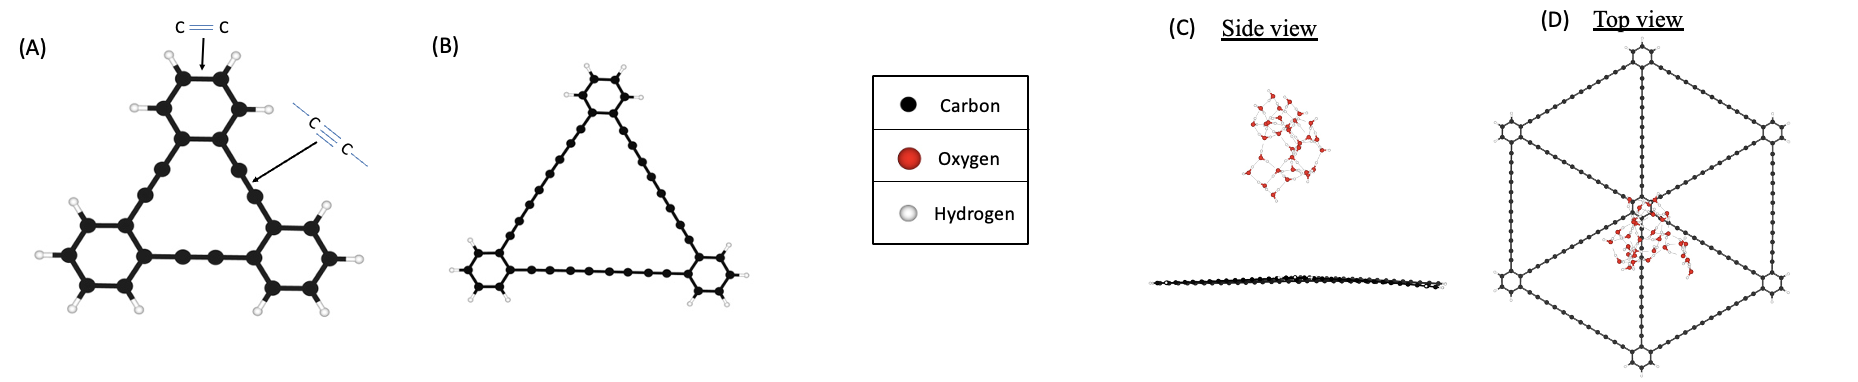 (A)
C C
C
C
(B)
Carbon
Oxygen
Hydrogen
(C) Side view
(D) Top view